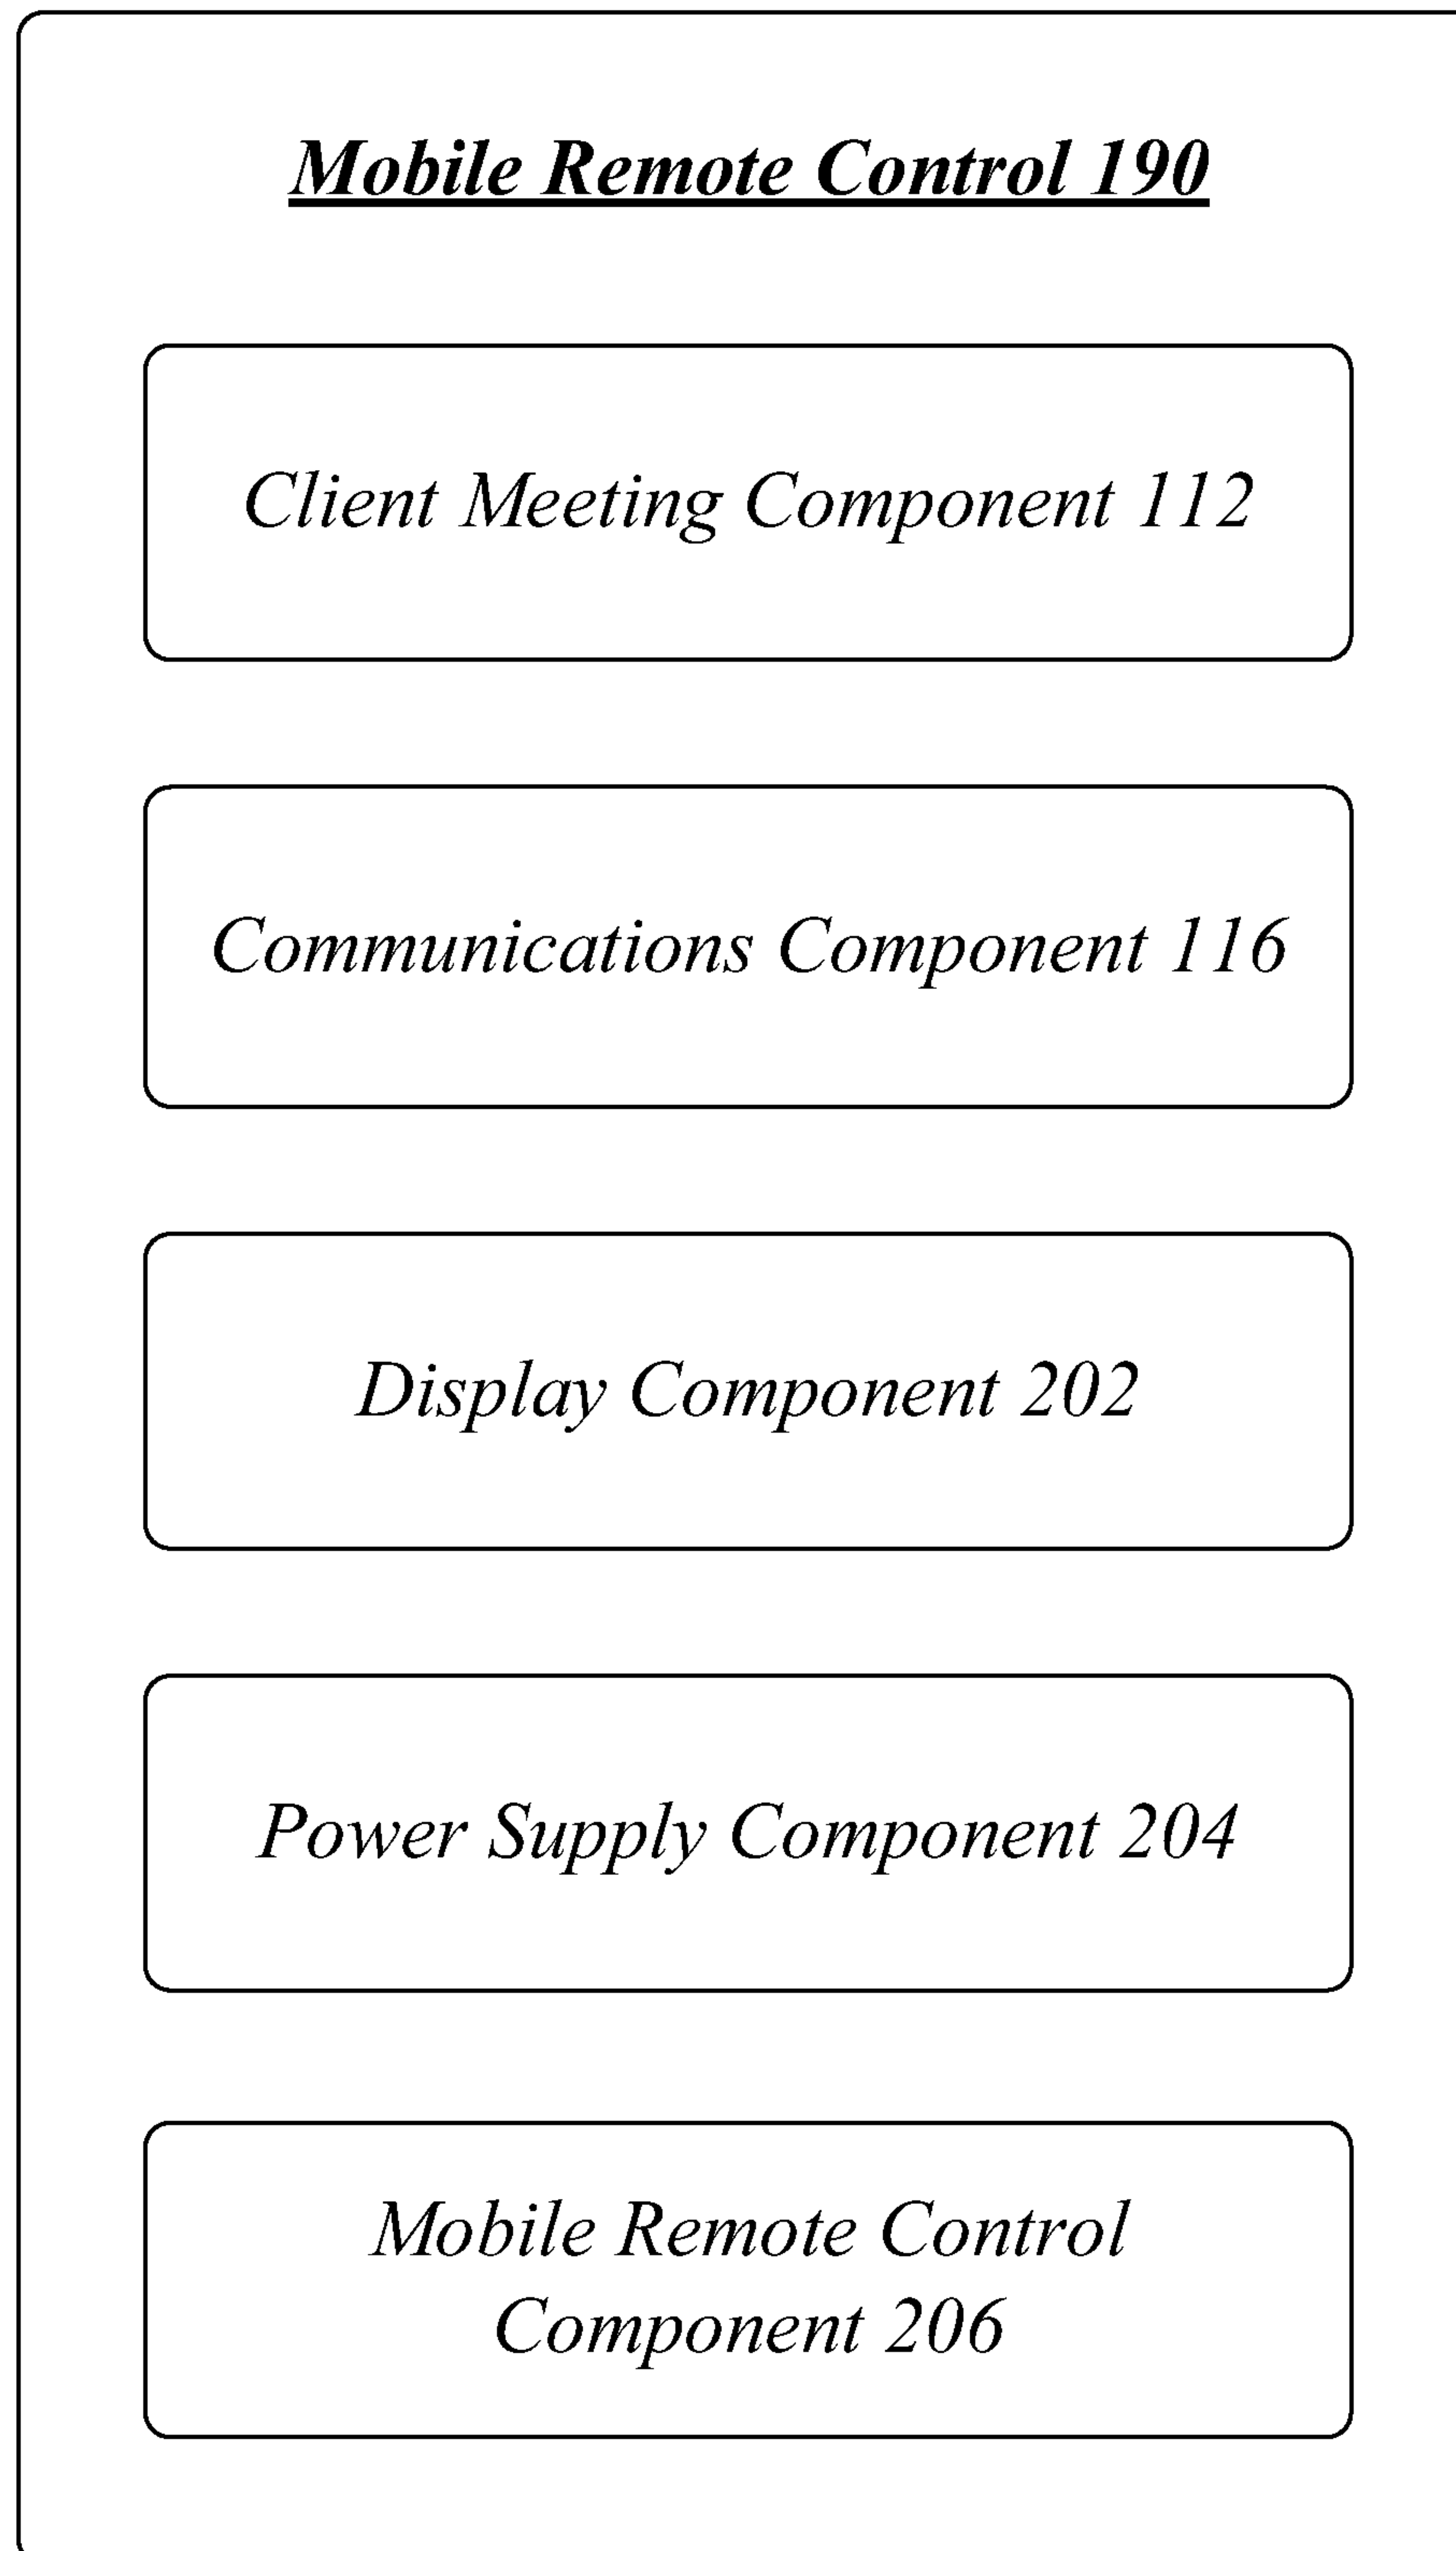 Mobile Remote Control 190
Client Meeting Component 112
Communications Component 116
Display Component 202
Power Supply Component 204
Mobile Remote Control
Component 206